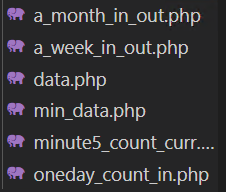 a_month_in_out.php
a_week_in_out.php
data.php
min_data.php
minute5_count_curr....
oneday_count_in.php